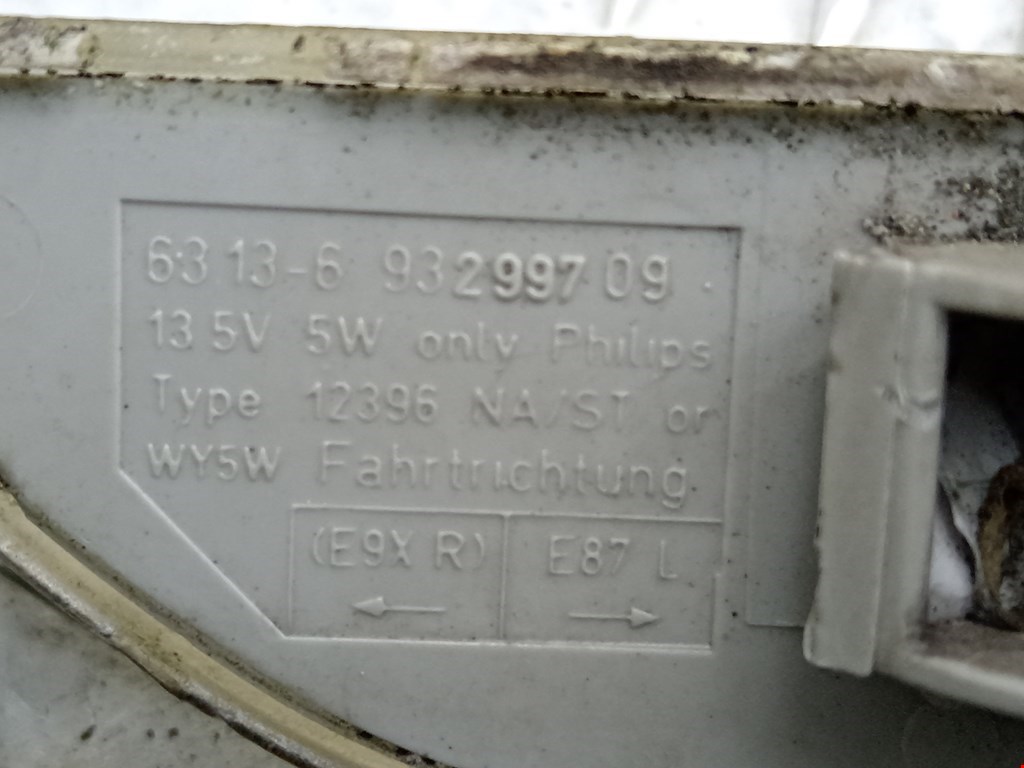 63 13-6 932997 09
13.5V 5W only Philips
Type 12396 NA/ST or
WY5W Fahrtrichtung
(E9X R) E87 L